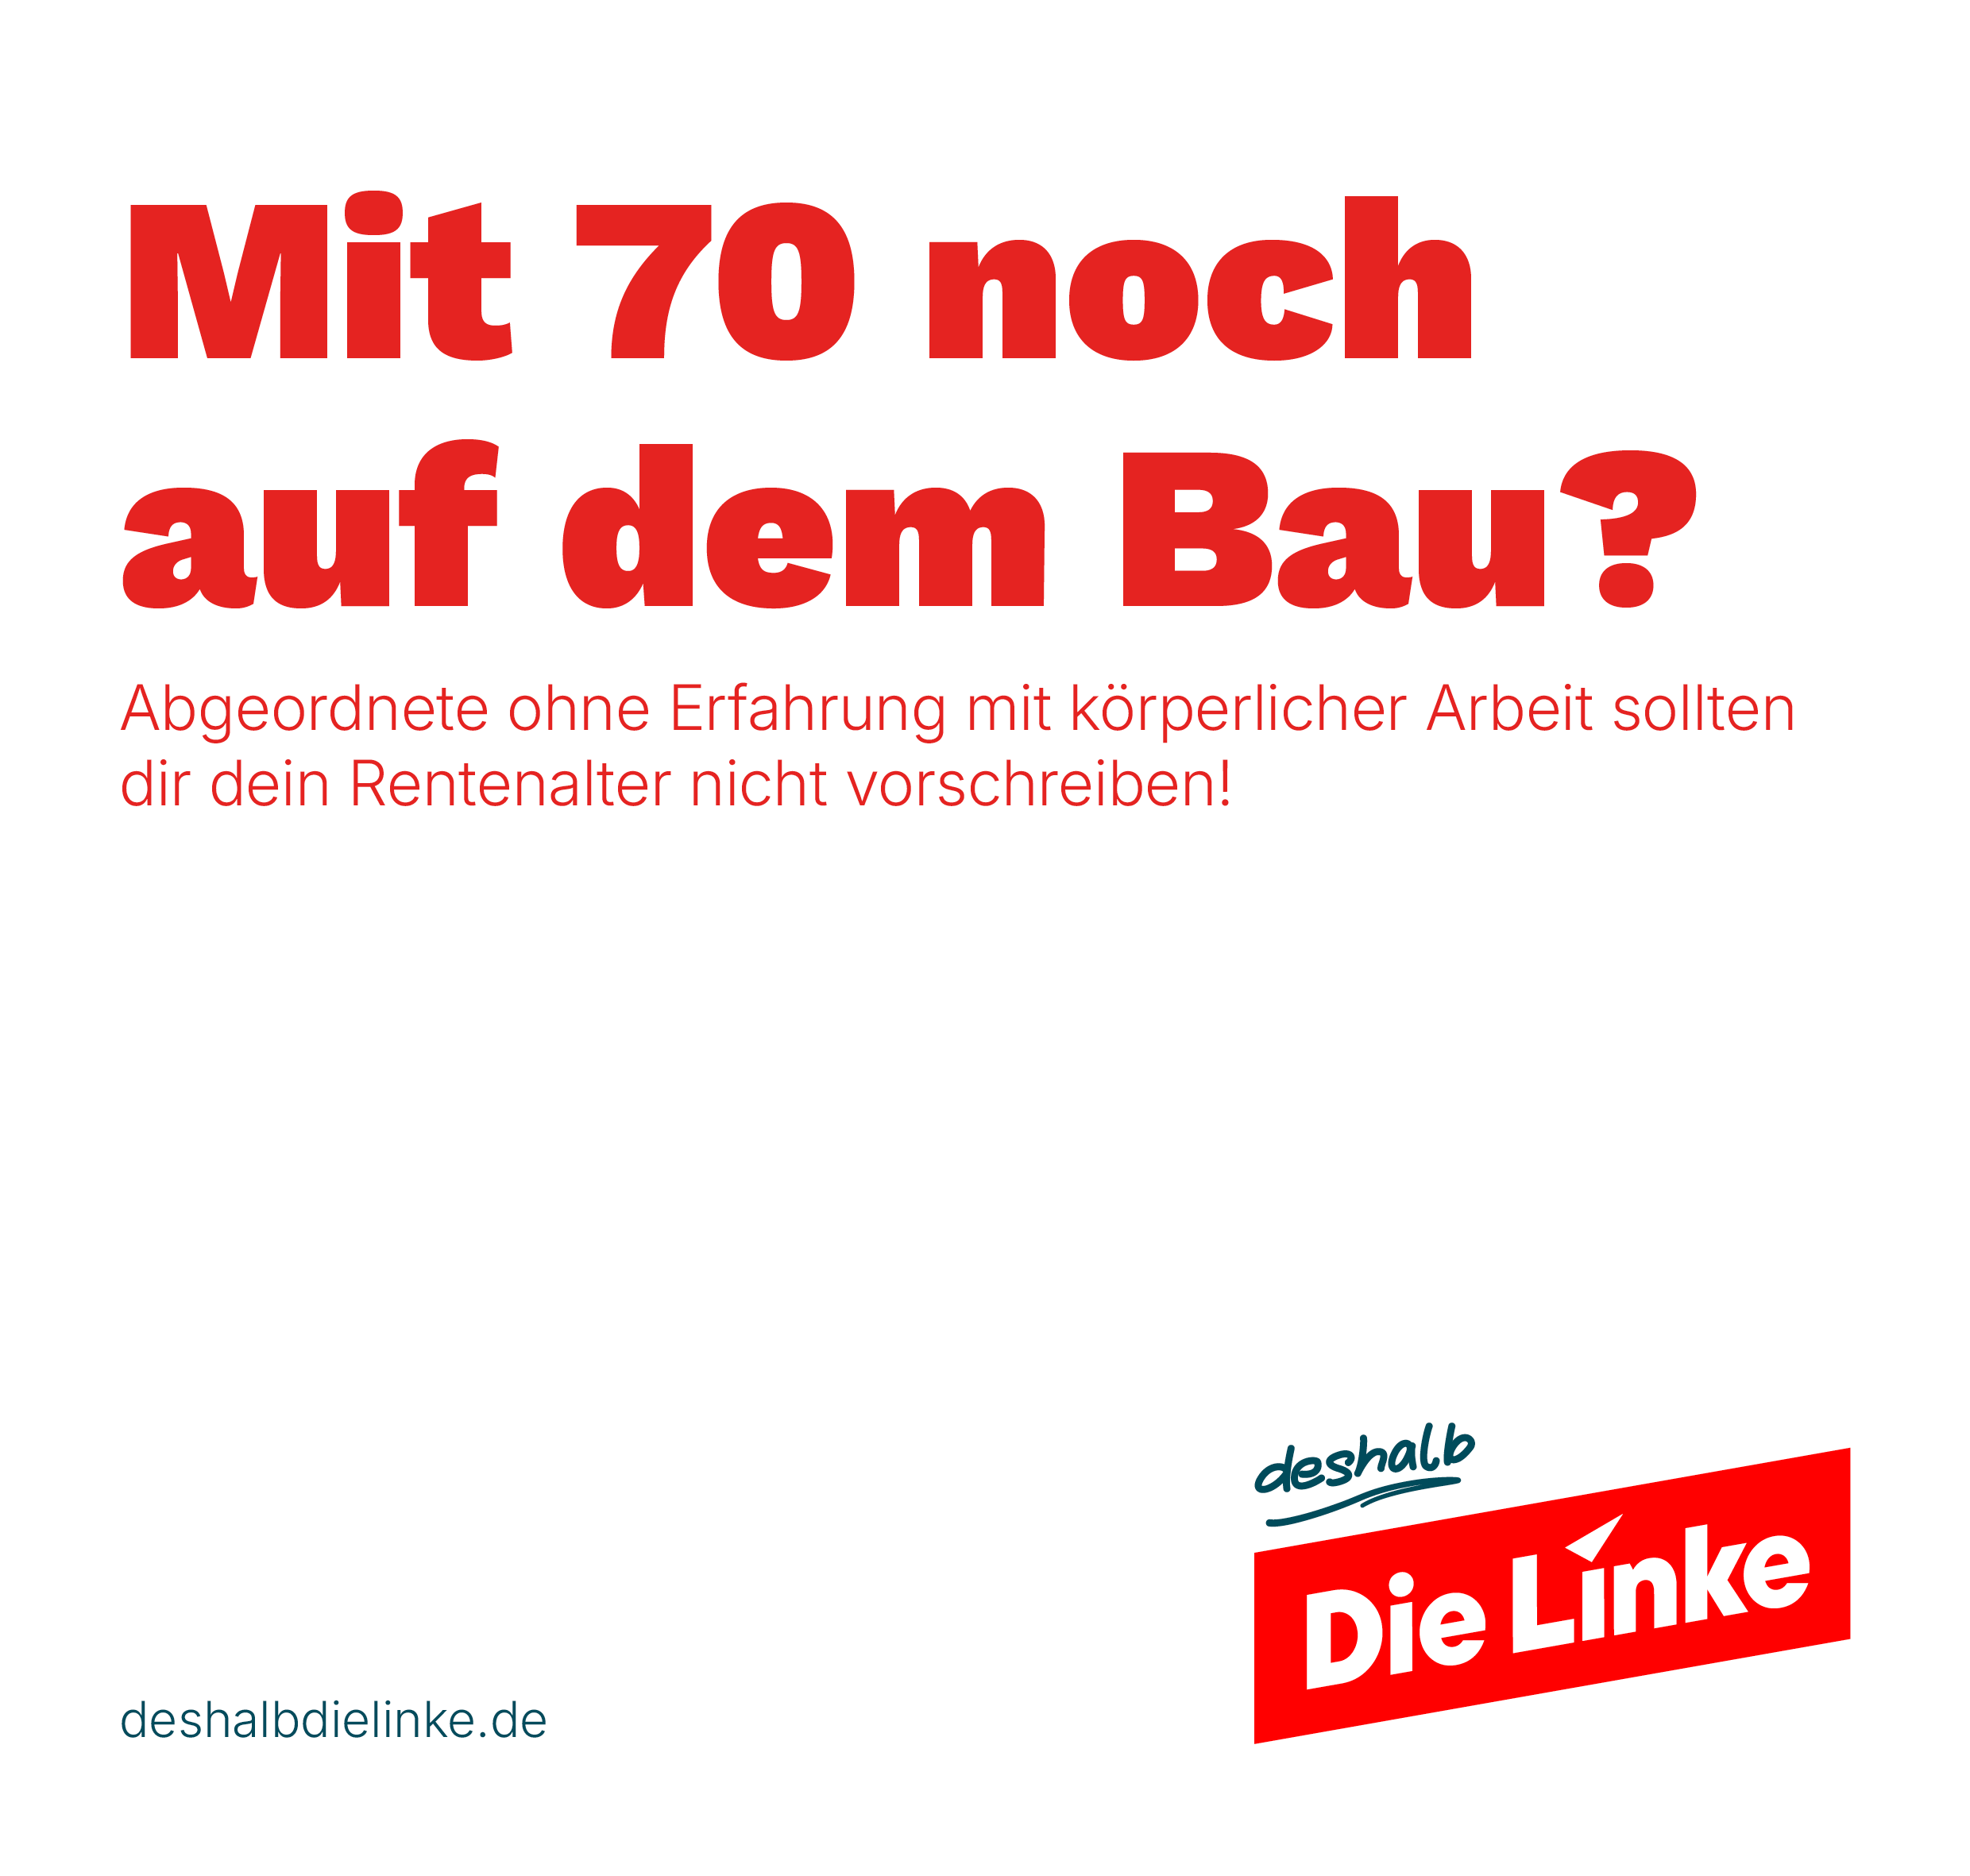 Mit 70 noch
auf dem Bau?
Abgeordnete ohne Erfahrung mit körperlicher Arbeit sollten
dir dein Rentenalter nicht vorschreiben!
deshalb
Die Linke
deshalbdielinke.de